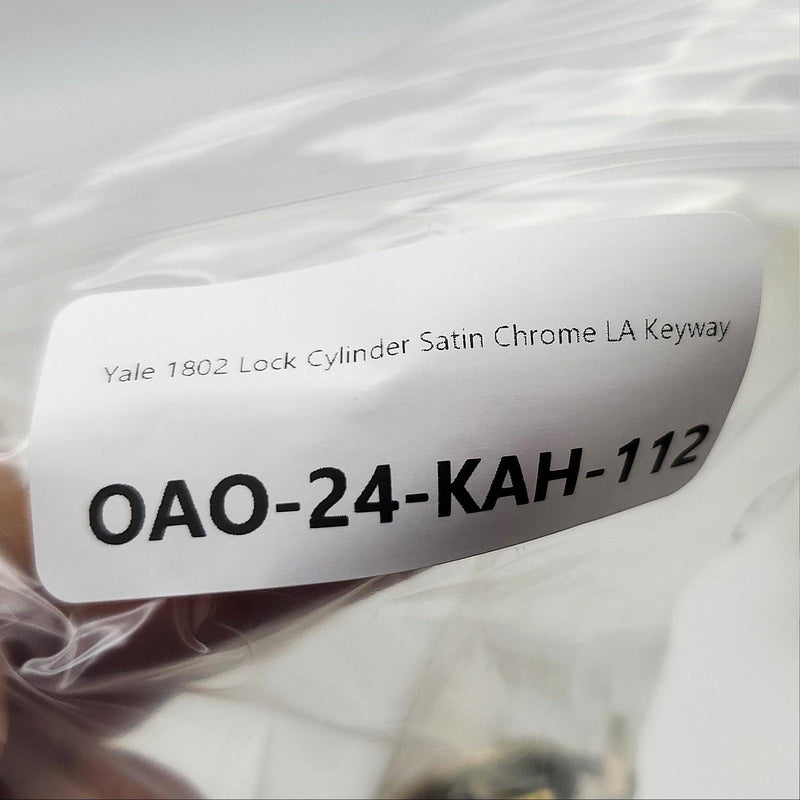 Yale 1802 Lock Cylinder Satin Chrome LA Keyway
OAO-24-KAH-112